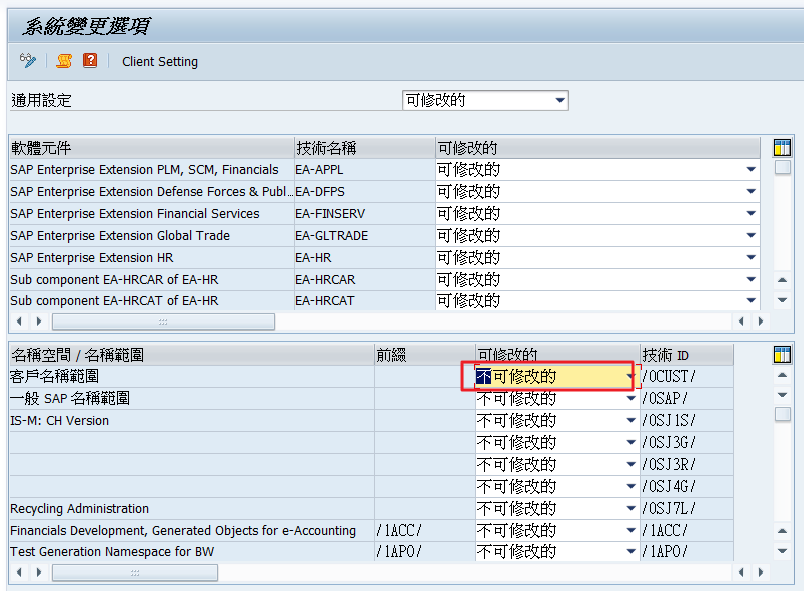 系統變更選項
Client Setting
通用設定 可修改的
軟體元件 技術名稱 可修改的
SAP Enterprise Extension PLM, SCM, Financials EA-APPL 可修改的
SAP Enterprise Extension Defense Forces & Publ... EA-DFPS 可修改的
SAP Enterprise Extension Financial Services EA-FINSERV 可修改的
SAP Enterprise Extension Global Trade EA-GLTRADE 可修改的
SAP Enterprise Extension HR EA-HR 可修改的
Sub component EA-HRCAR of EA-HR EA-HRCAR 可修改的
Sub component EA-HRCAT of EA-HR EA-HRCAT 可修改的
名稱空間 / 名稱範圍 前綴 可修改的 技術 ID
客戶名稱範圍 不可修改的 /0CUST/
一般 SAP 名稱範圍 不可修改的 /0SAP/
IS-M: CH Version 不可修改的 /0SJ1S/
不可修改的 /0SJ3G/
不可修改的 /0SJ3R/
不可修改的 /0SJ4G/
Recycling Administration 不可修改的 /0SJ7L/
Financials Development, Generated Objects for e-Accounting /1ACC/ 不可修改的 /1ACC/
Test Generation Namespace for BW /1APO/ 不可修改的 /1APO/